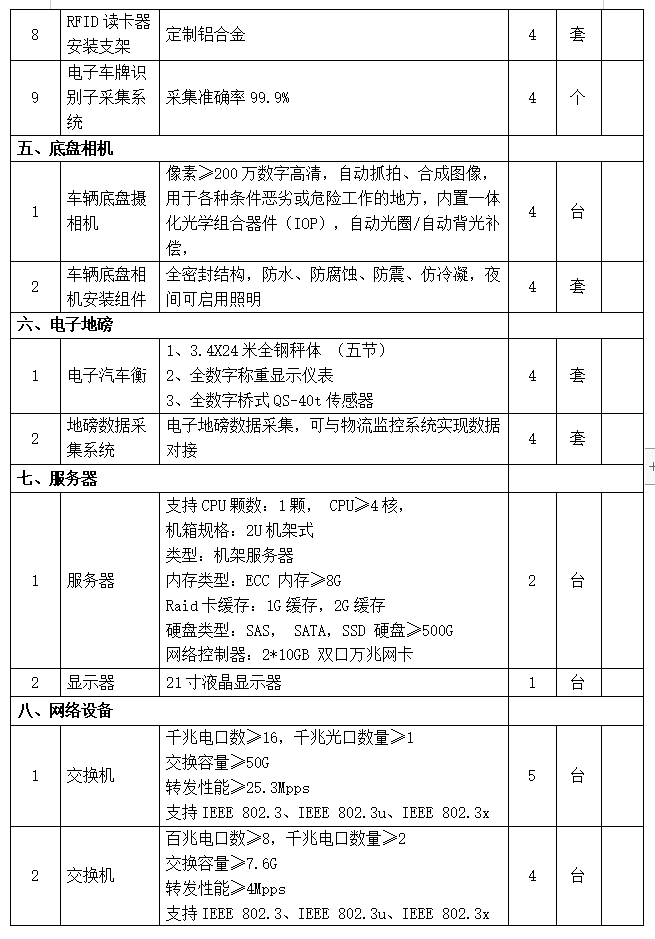 8 RFID 读卡器安装支架 定制铝合金 4 套
9 电子车牌识别子采集系统 采集准确率 99.9% 4 个
五、底盘相机
1 车辆底盘摄相机 像素≥200 万数字高清，自动抓拍、合成图像，
用于各种条件恶劣或危险工作的地方，内置一体
化光学组合器件（IOP），自动光圈/自动背光补
偿， 4 台
2 车辆底盘相机安装组件 全密封结构，防水、防腐蚀、防震、仿冷凝，夜
间可启用照明 4 套
六、电子地磅
1 电子汽车衡 1、3.4X24 米全钢秤体 （五节）
2、全数字称重显示仪表
3、全数字桥式 QS-40t 传感器 4 套
2 地磅数据采集系统 电子地磅数据采集，可与物流监控系统实现数据
对接 4 套
七、服务器
1 服务器 支持 CPU 颗数：1 颗， CPU≥4 核，
机箱规格：2U 机架式
类型：机架服务器
内存类型：ECC 内存≥8G
Raid 卡缓存：1G 缓存，2G 缓存
硬盘类型：SAS， SATA，SSD 硬盘≥500G
网络控制器：2*10GB 双口万兆网卡 2 台
2 显示器 21 寸液晶显示器 1 台
八、网络设备
1 交换机 千兆电口数≥16，千兆光口数量≥1
交换容量≥50G
转发性能≥25.3Mpps
支持 IEEE 802.3、IEEE 802.3u、IEEE 802.3x 5 台
2 交换机 百兆电口数≥8，千兆电口数量≥2
交换容量≥7.6G
转发性能≥4Mpps
支持 IEEE 802.3、IEEE 802.3u、IEEE 802.3x 4 台